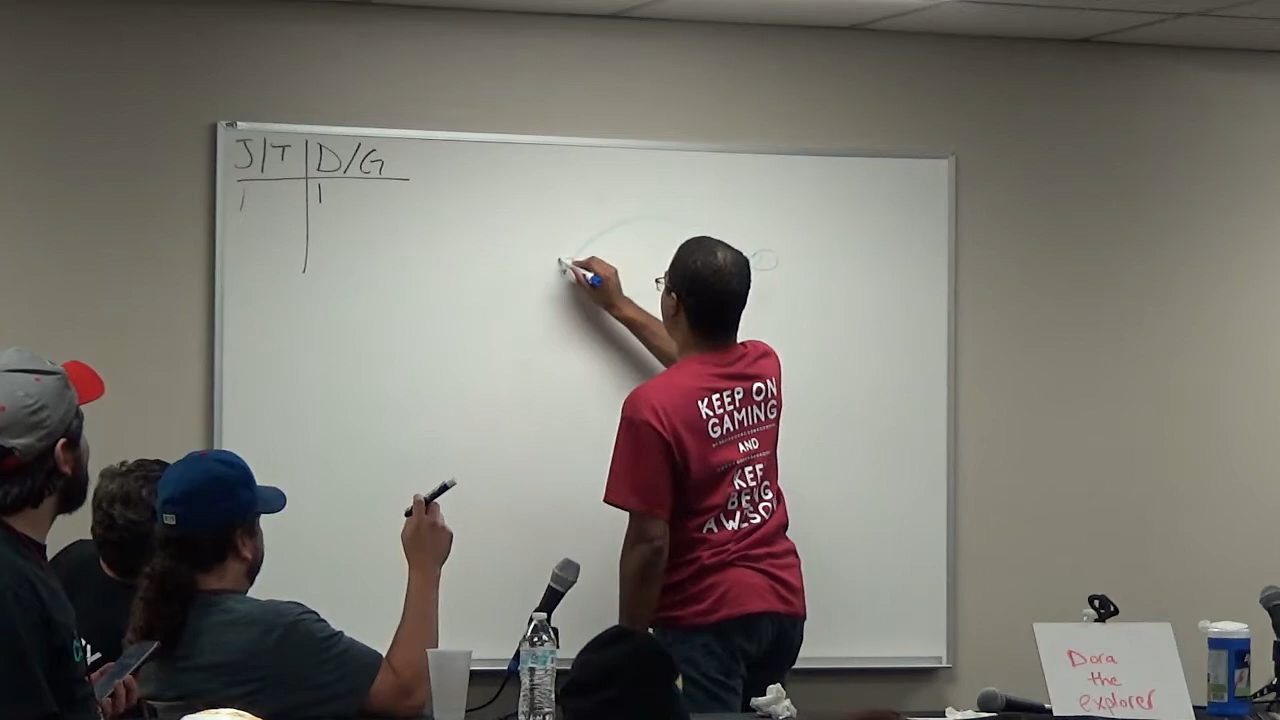 J/T D/G
1 1
KEEP ON
GAMING
AND
KEEP
BEING
AWESOME
Dora
the
explorer